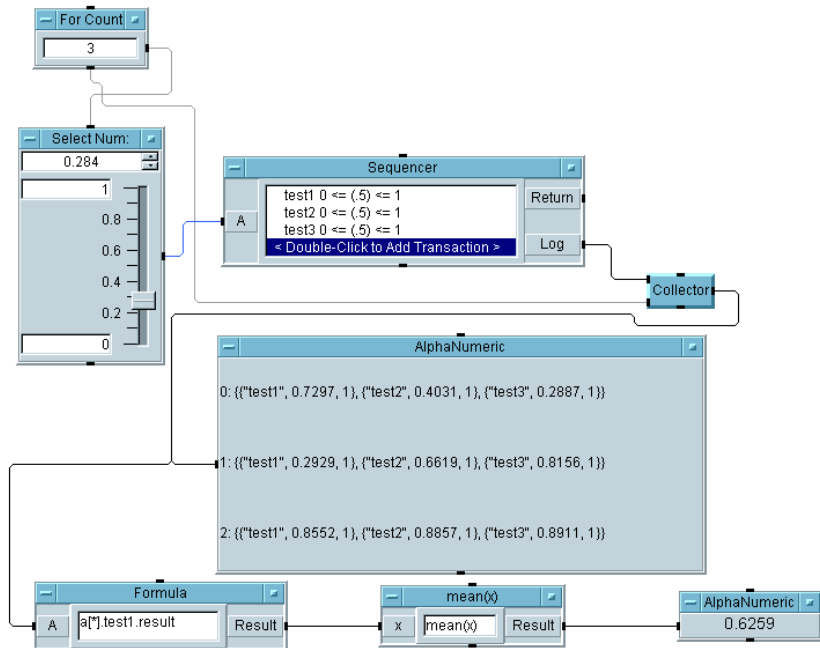 For Count
3
Select Num:
0.284
1
0.8
0.6
0.4
0.2
0
Sequencer
A
test1 0 <= (.5) <= 1
test2 0 <= (.5) <= 1
test3 0 <= (.5) <= 1
< Double-Click to Add Transaction >
Return
Log
Collector
AlphaNumeric
0: {{"test1", 0.7297, 1}, {"test2", 0.4031, 1}, {"test3", 0.2887, 1}}
1: {{"test1", 0.2929, 1}, {"test2", 0.6619, 1}, {"test3", 0.8156, 1}}
2: {{"test1", 0.8552, 1}, {"test2", 0.8857, 1}, {"test3", 0.8911, 1}}
Formula
A
a[*].test1.result
Result
mean(x)
x
mean(x)
Result
AlphaNumeric
0.6259